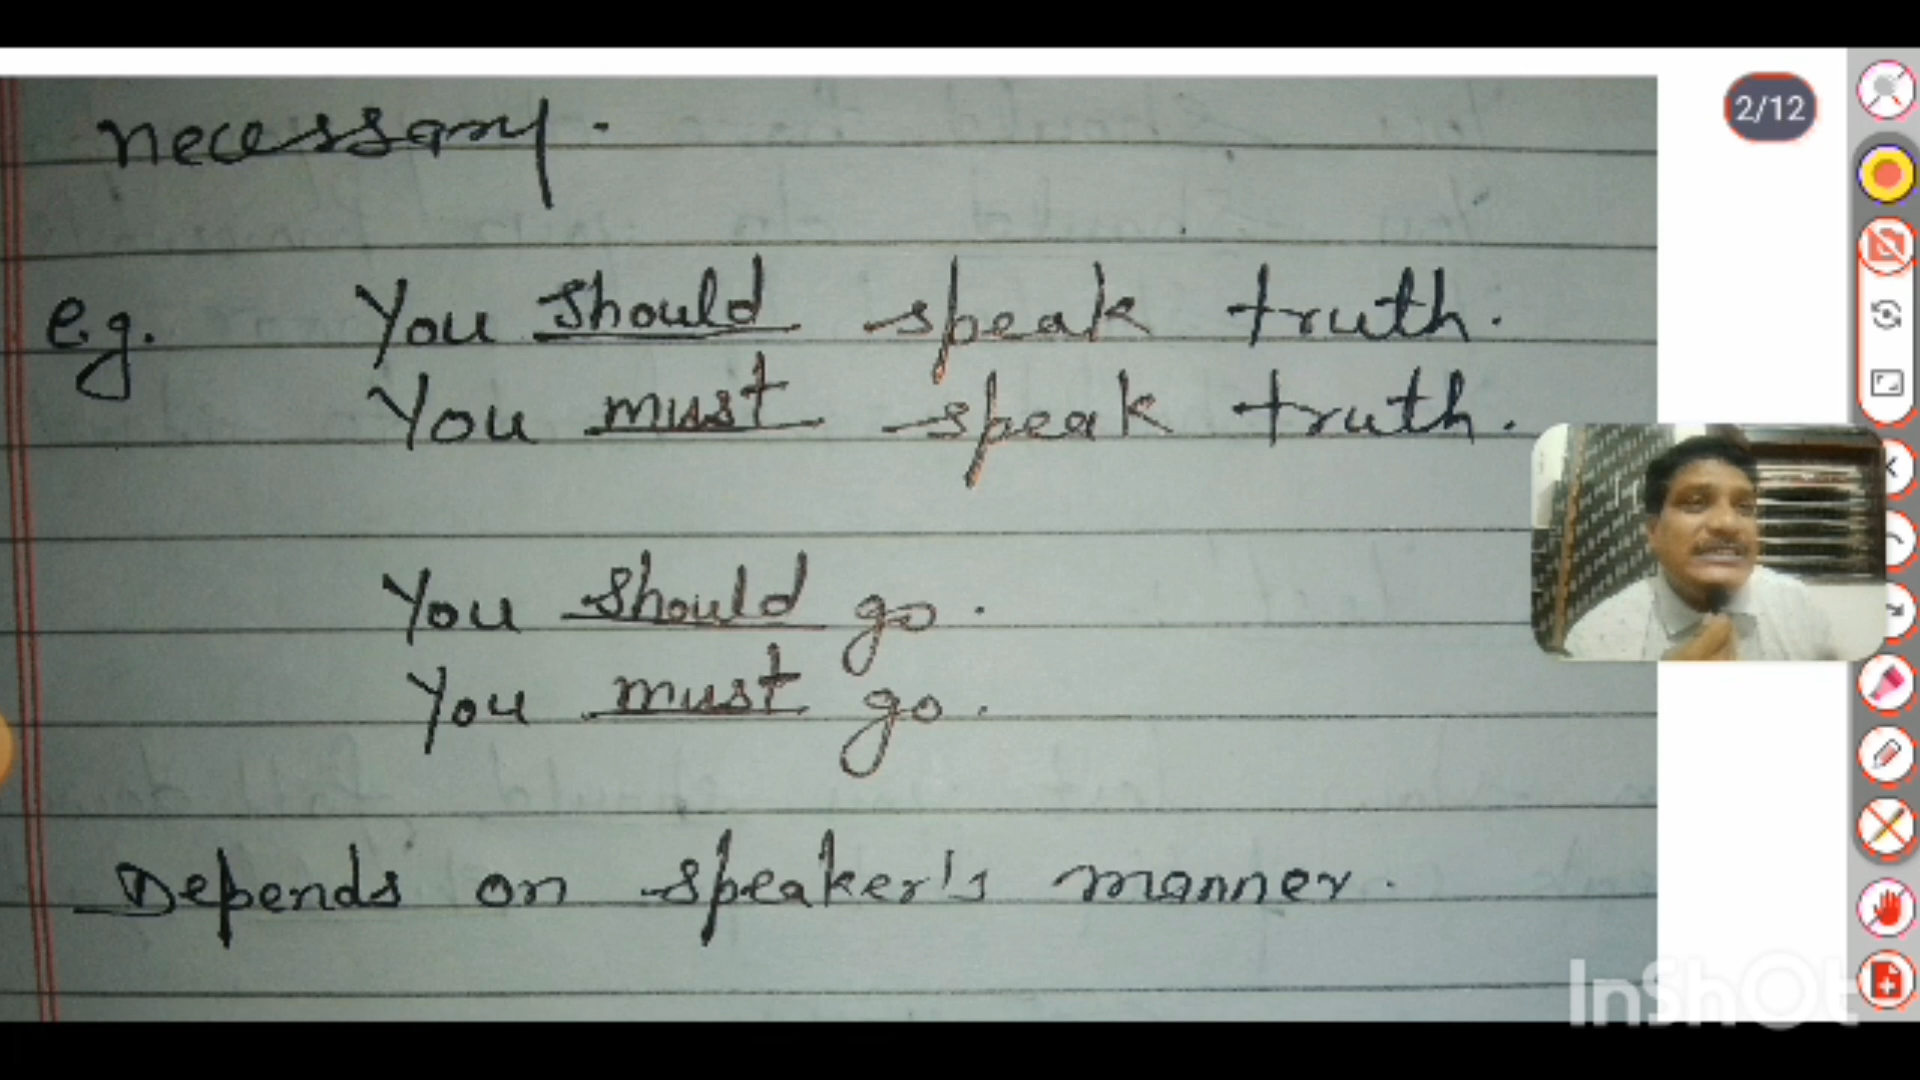 necessary.
2/12
e.g. You should speak truth.
You must speak truth.
You should go.
You must go.
Depends on speaker's manner.
InShOt